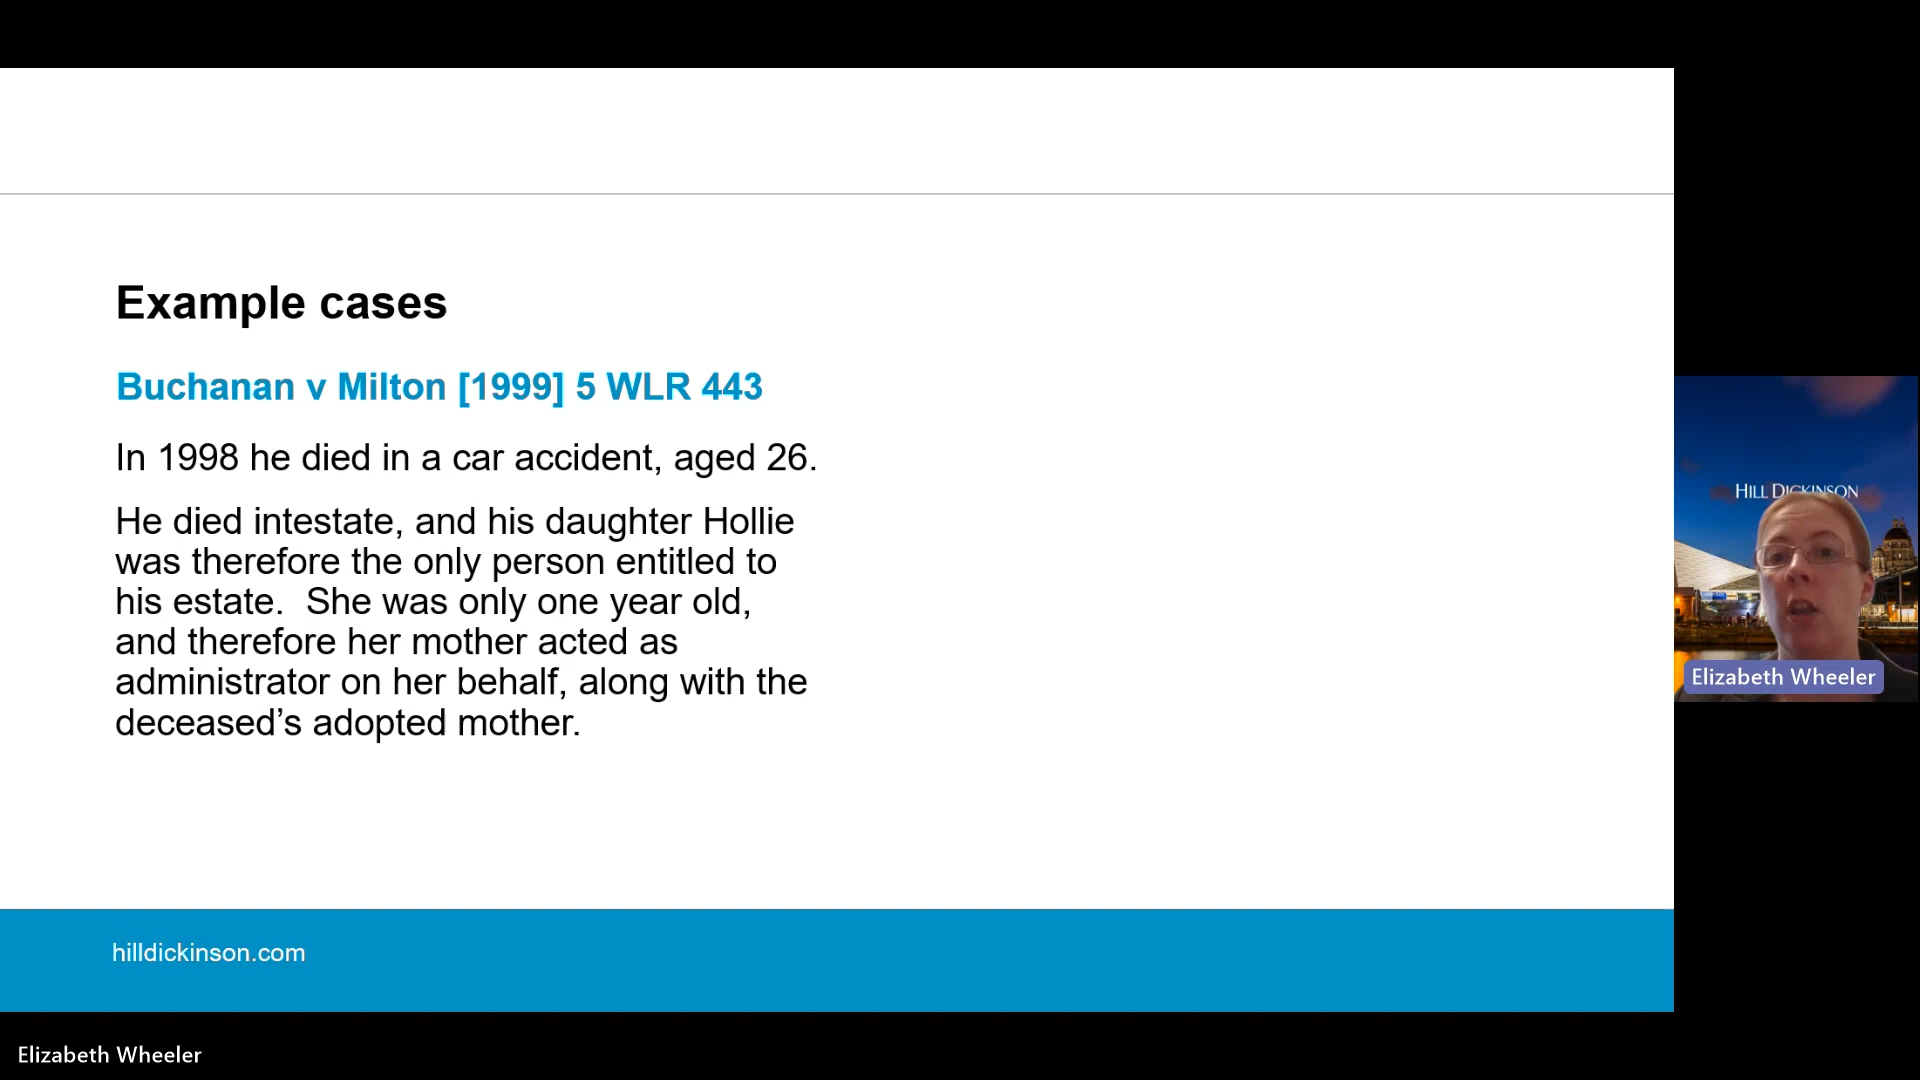 Example cases
Buchanan v Milton [1999] 5 WLR 443
In 1998 he died in a car accident, aged 26.
He died intestate, and his daughter Hollie
was therefore the only person entitled to
his estate.  She was only one year old,
and therefore her mother acted as
administrator on her behalf, along with the
deceased’s adopted mother.
HILL DICKINSON
Elizabeth Wheeler
hilldickinson.com
Elizabeth Wheeler